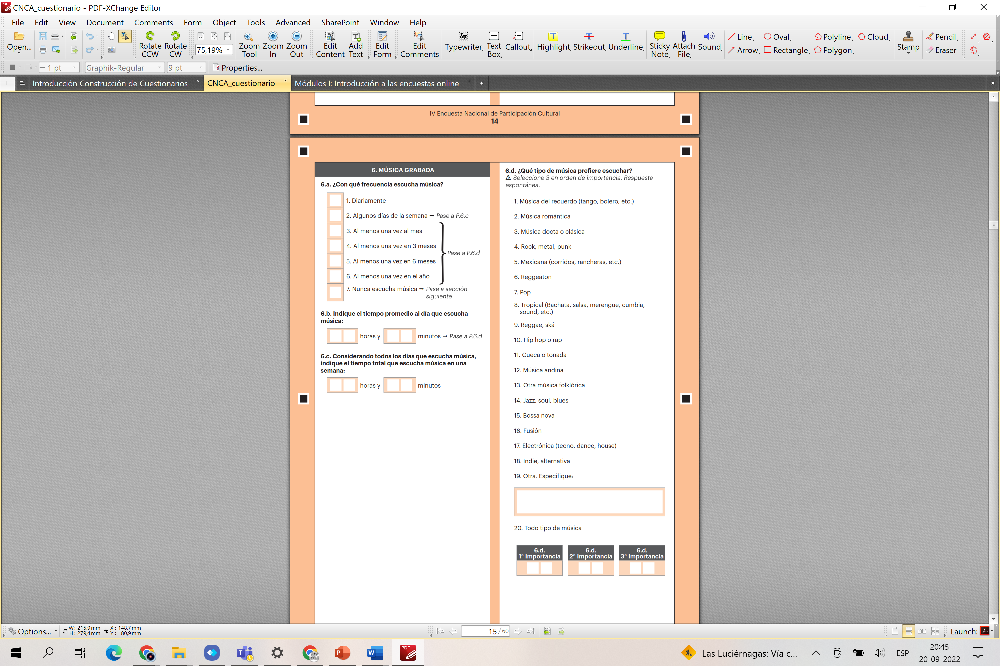 CNCA_cuestionario - PDF-XChange Editor
File Edit View Document Comments Form Object Tools Advanced SharePoint Window Help
Open...
Rotate CCW
Rotate CW
75,19%
Zoom Tool
Zoom In
Zoom Out
Edit Content
Add Text
Edit Form
Edit Comments
Typewriter
Text Box
Callout
Highlight
Strikeout
Underline
Sticky Note
Attach File
Sound
Line
Arrow
Oval
Rectangle
Polyline
Polygon
Cloud
Stamp
Pencil
Eraser
1 pt
Graphik-Regular
9 pt
Properties...
Introducción Construcción de Cuestionarios
CNCA_cuestionario
Módulos I: Introducción a las encuestas online
IV Encuesta Nacional de Participación Cultural
14
6. MÚSICA GRABADA
6.a. ¿Con qué frecuencia escucha música?
1. Diariamente
2. Algunos días de la semana ➞ Pase a P.6.c
3. Al menos una vez al mes
4. Al menos una vez en 3 meses
5. Al menos una vez en 6 meses
6. Al menos una vez en el año
Pase a P.6.d
7. Nunca escucha música ➞ Pase a sección
siguiente
6.b. Indique el tiempo promedio al día que escucha
música:
horas y minutos ➞ Pase a P.6.d
6.c. Considerando todos los días que escucha música,
indique el tiempo total que escucha música en una
semana:
horas y minutos
6.d. ¿Qué tipo de música prefiere escuchar?
⚠ Seleccione 3 en orden de importancia. Respuesta
espontánea.
1. Música del recuerdo (tango, bolero, etc.)
2. Música romántica
3. Música docta o clásica
4. Rock, metal, punk
5. Mexicana (corridos, rancheras, etc.)
6. Reggeaton
7. Pop
8. Tropical (Bachata, salsa, merengue, cumbia,
sound, etc.)
9. Reggae, ská
10. Hip hop o rap
11. Cueca o tonada
12. Música andina
13. Otra música folklórica
14. Jazz, soul, blues
15. Bossa nova
16. Fusión
17. Electrónica (tecno, dance, house)
18. Indie, alternativa
19. Otra. Especifique:
20. Todo tipo de música
6.d.
1° Importancia
6.d.
2° Importancia
6.d.
3° Importancia
Options...
W: 215,9 mm
H: 279,4 mm
X: 148,7 mm
Y: 80,9 mm
15 / 60
Launch:
Las Luciérnagas: Vía c...
ESP
20:45
20-09-2022